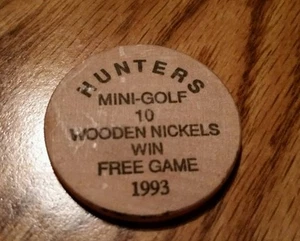 HUNTERS
MINI-GOLF
10
WOODEN NICKELS
WIN
FREE GAME
1993